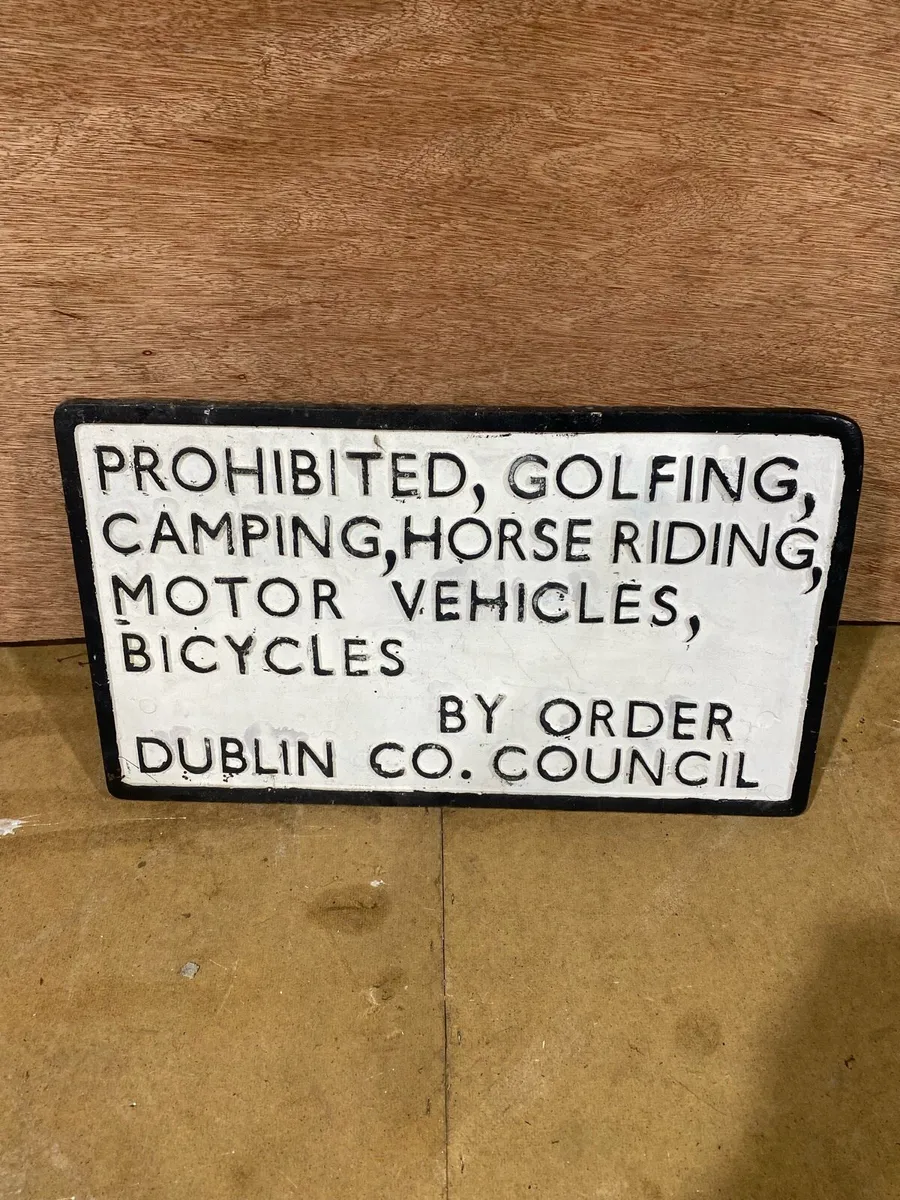 PROHIBITED, GOLFING,
CAMPING,HORSE RIDING,
MOTOR VEHICLES,
BICYCLES
BY ORDER
DUBLIN CO. COUNCIL